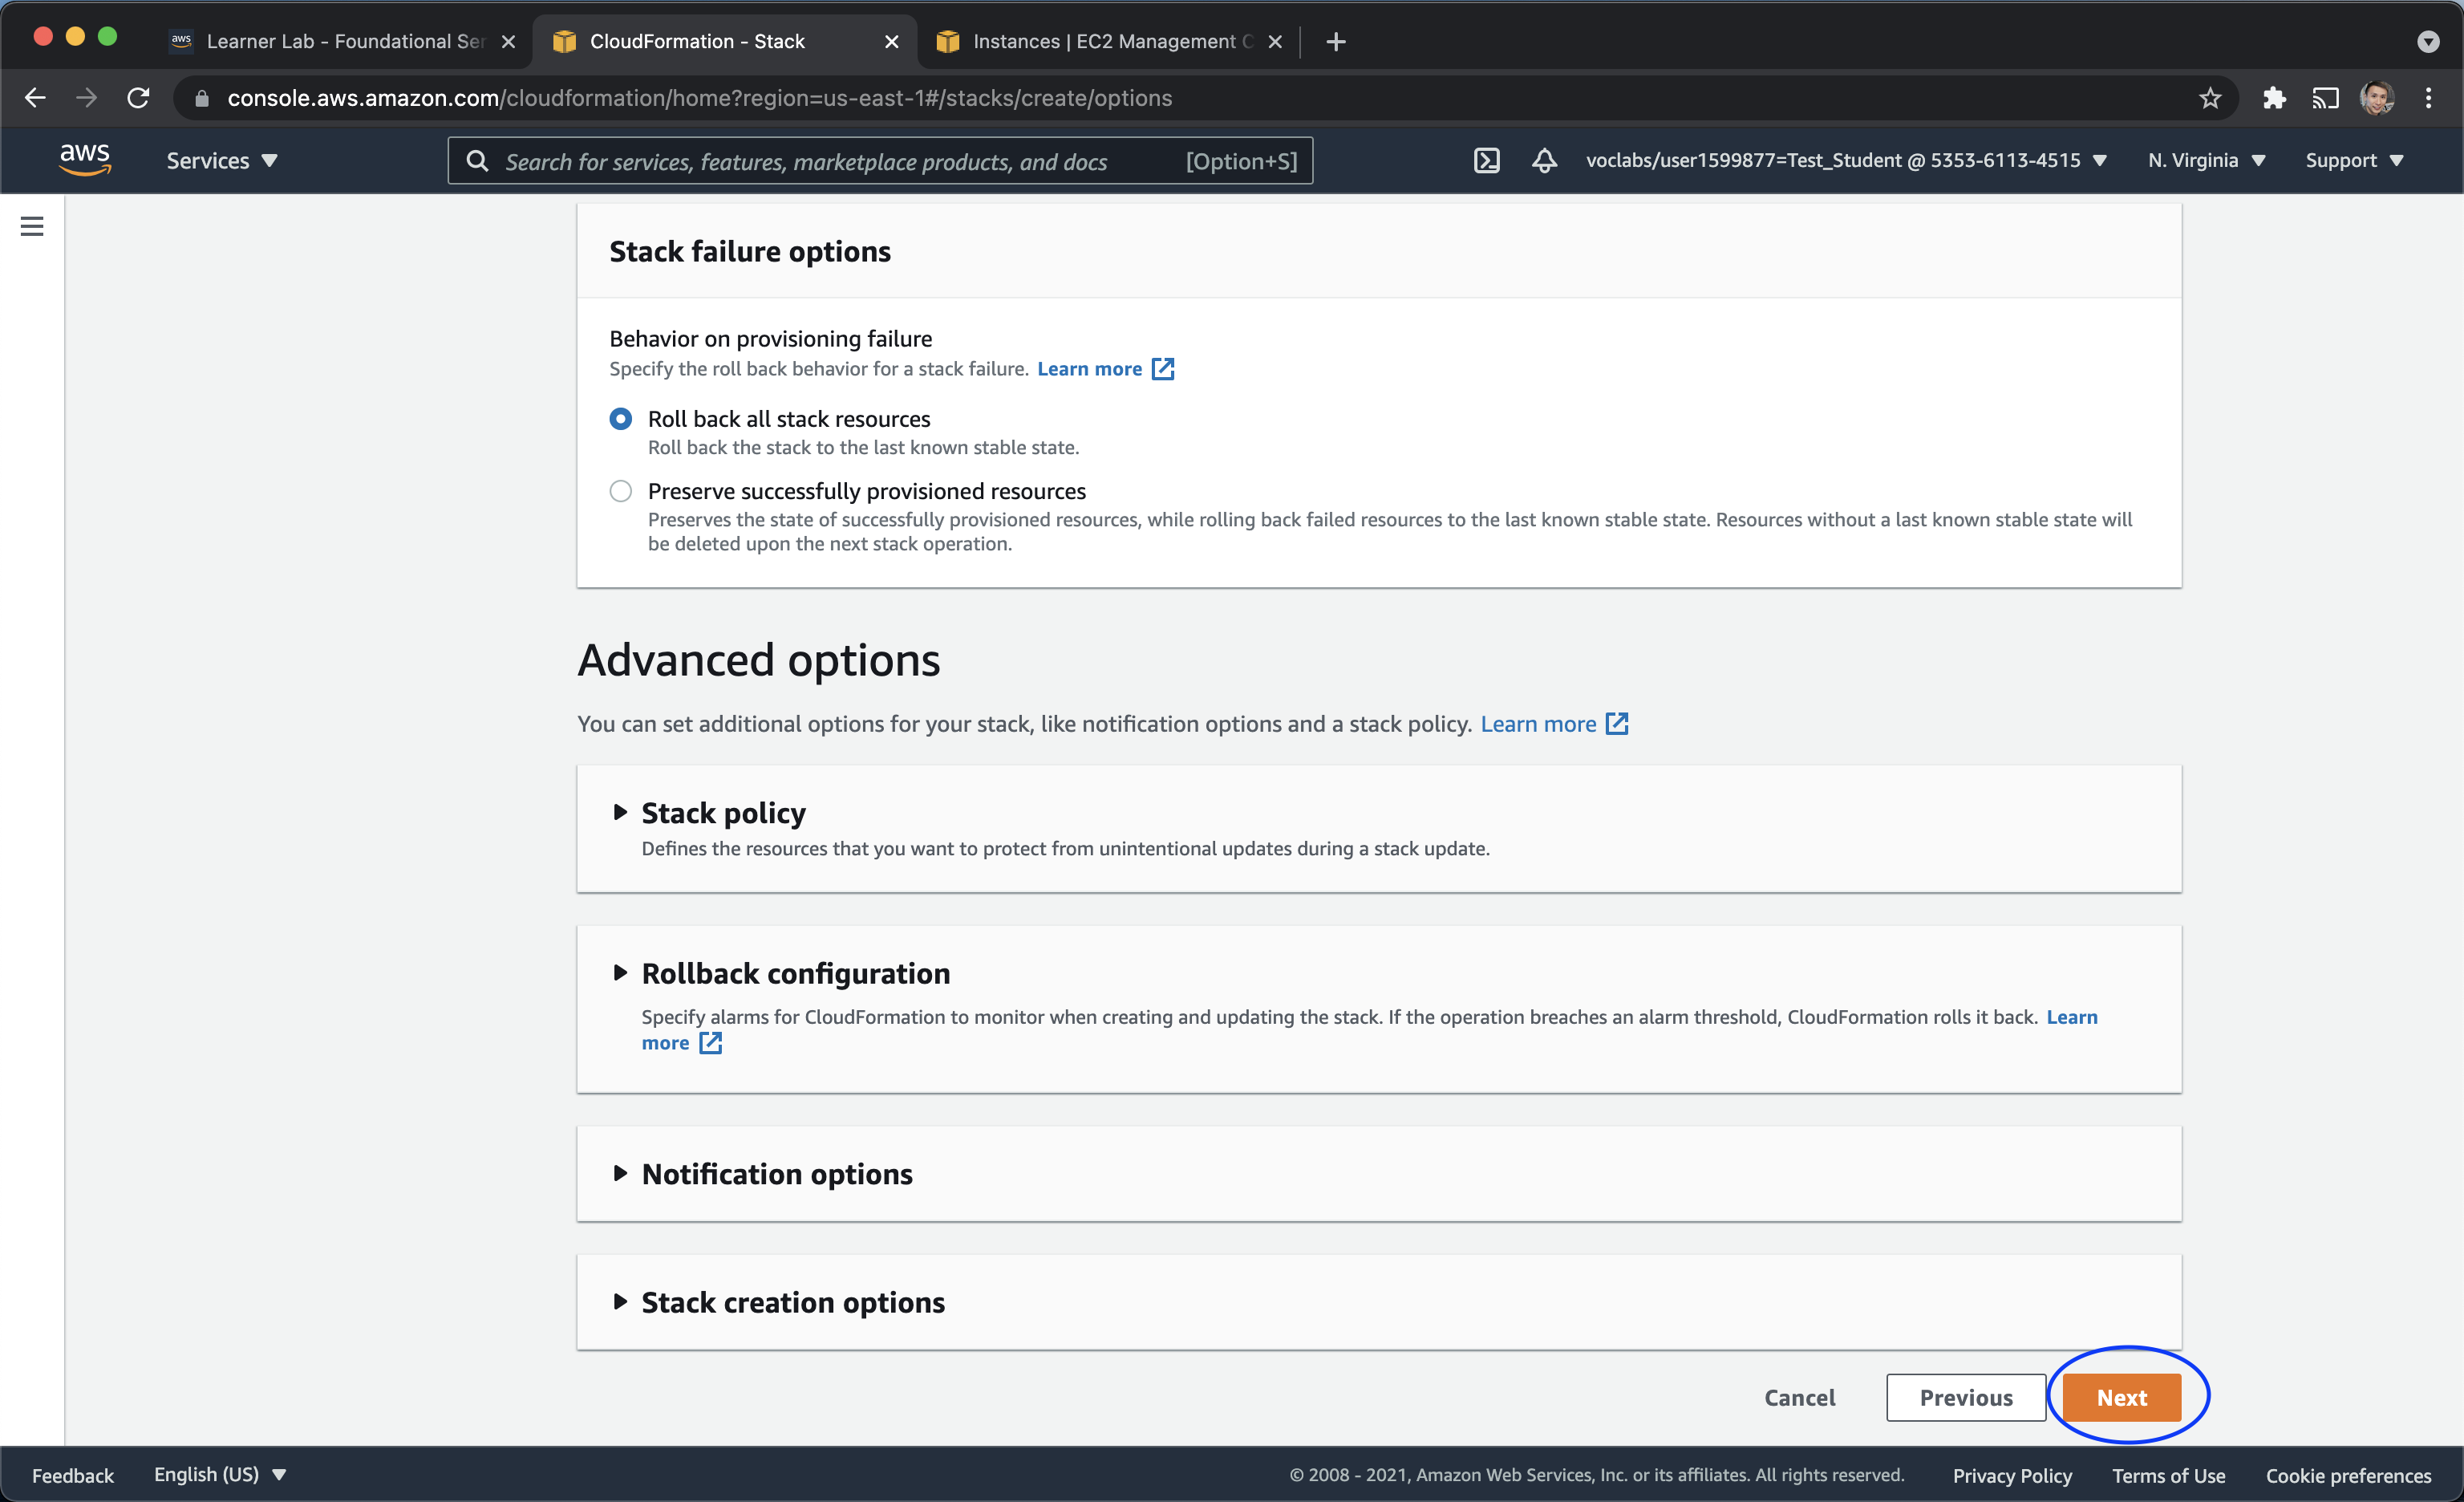 aws Learner Lab - Foundational Ser
CloudFormation - Stack
Instances | EC2 Management C
console.aws.amazon.com/cloudformation/home?region=us-east-1#/stacks/create/options
aws
Services
Search for services, features, marketplace products, and docs [Option+S]
voclabs/user1599877=Test_Student @ 5353-6113-4515
N. Virginia
Support
Stack failure options
Behavior on provisioning failure
Specify the roll back behavior for a stack failure. Learn more
Roll back all stack resources
Roll back the stack to the last known stable state.
Preserve successfully provisioned resources
Preserves the state of successfully provisioned resources, while rolling back failed resources to the last known stable state. Resources without a last known stable state will
be deleted upon the next stack operation.
Advanced options
You can set additional options for your stack, like notification options and a stack policy. Learn more
Stack policy
Defines the resources that you want to protect from unintentional updates during a stack update.
Rollback configuration
Specify alarms for CloudFormation to monitor when creating and updating the stack. If the operation breaches an alarm threshold, CloudFormation rolls it back. Learn
more
Notification options
Stack creation options
Cancel
Previous
Next
Feedback
English (US)
© 2008 - 2021, Amazon Web Services, Inc. or its affiliates. All rights reserved.
Privacy Policy
Terms of Use
Cookie preferences